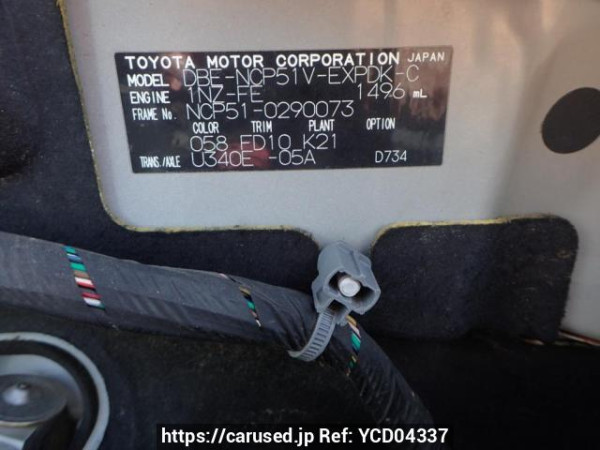 TOYOTA MOTOR CORPORATION JAPAN
MODEL DBE-NCP51V-EXPDK-C
ENGINE 1NZ-FE 1496 mL
FRAME No. NCP51-0290073
COLOR TRIM PLANT OPTION
058 FD10 K21
TRANS./AXLE U340E -05A D734
https://carused.jp Ref: YCD04337